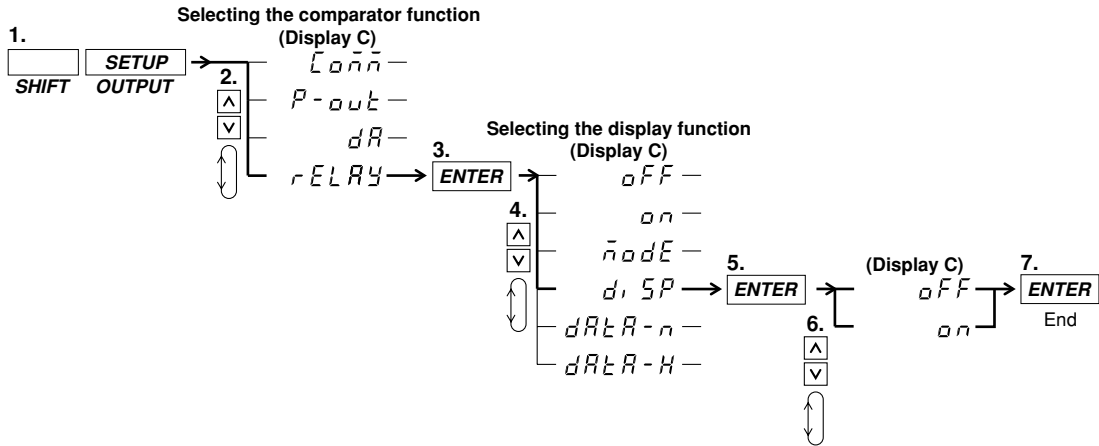 Selecting the comparator function
(Display C)
1.
SETUP
SHIFT OUTPUT
2.
Comm
P-out
dA
rELAY
3.
ENTER
Selecting the display function
(Display C)
4.
oFF
on
modE
diSP
dAtA-n
dAtA-H
5.
ENTER
(Display C)
6.
oFF
on
7.
ENTER
End